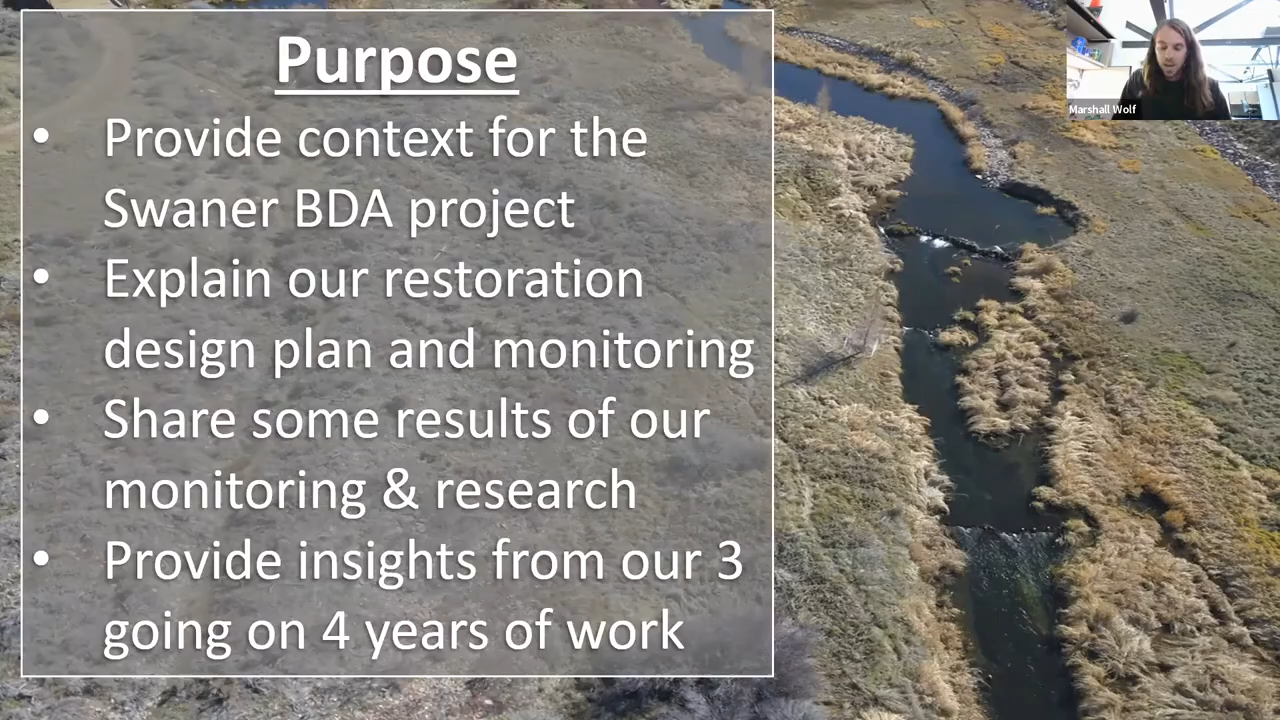 Purpose
• Provide context for the
Swaner BDA project
• Explain our restoration
design plan and monitoring
• Share some results of our
monitoring & research
• Provide insights from our 3
going on 4 years of work
Marshall Wolf